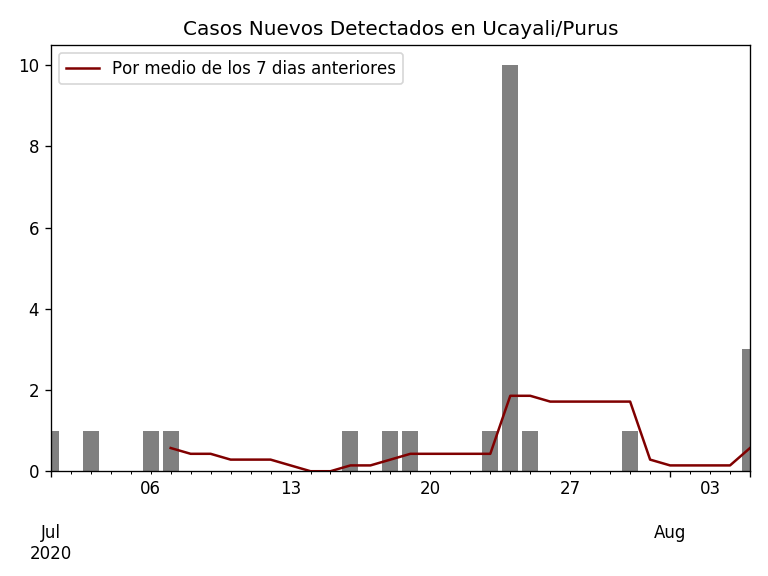 Casos Nuevos Detectados en Ucayali/Purus
Por medio de los 7 dias anteriores
10
8
6
4
2
0
06 13 20 27 03
Jul Aug
2020